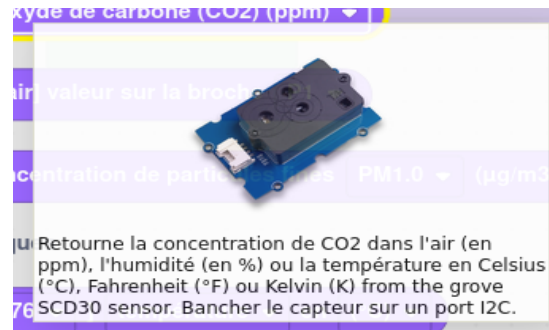 xyde de carbone (CO2) (ppm)
air] valeur sur la broche
ncentration de particules fines PM1.0 (μg/m3
Retourne la concentration de CO2 dans l'air (en
ppm), l'humidité (en %) ou la température en Celsius
(°C), Fahrenheit (°F) ou Kelvin (K) from the grove
SCD30 sensor. Bancher le capteur sur un port I2C.